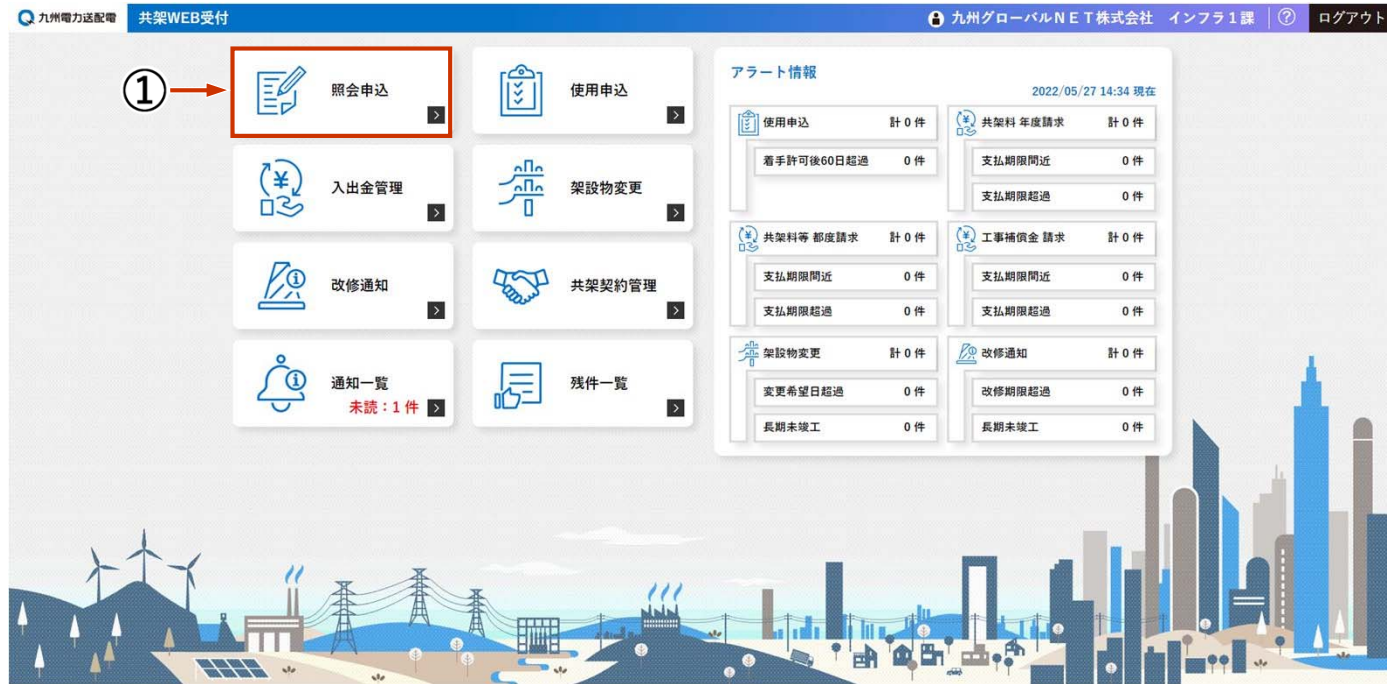 九州電力送配電 共架WEB受付 九州グローバルNET株式会社 インフラ1課 ? ログアウト
①
照会申込
使用申込
入出金管理
架設物変更
改修通知
共架契約管理
通知一覧
未読：1 件
残件一覧
アラート情報
2022/05/27 14:34 現在
使用申込 計 0 件
着手許可後60日超過 0 件
共架料 年度請求 計 0 件
支払期限間近 0 件
支払期限超過 0 件
共架料等 都度請求 計 0 件
支払期限間近 0 件
支払期限超過 0 件
工事補償金 請求 計 0 件
支払期限間近 0 件
支払期限超過 0 件
架設物変更 計 0 件
変更希望日超過 0 件
長期未竣工 0 件
改修通知 計 0 件
改修期限超過 0 件
長期未竣工 0 件